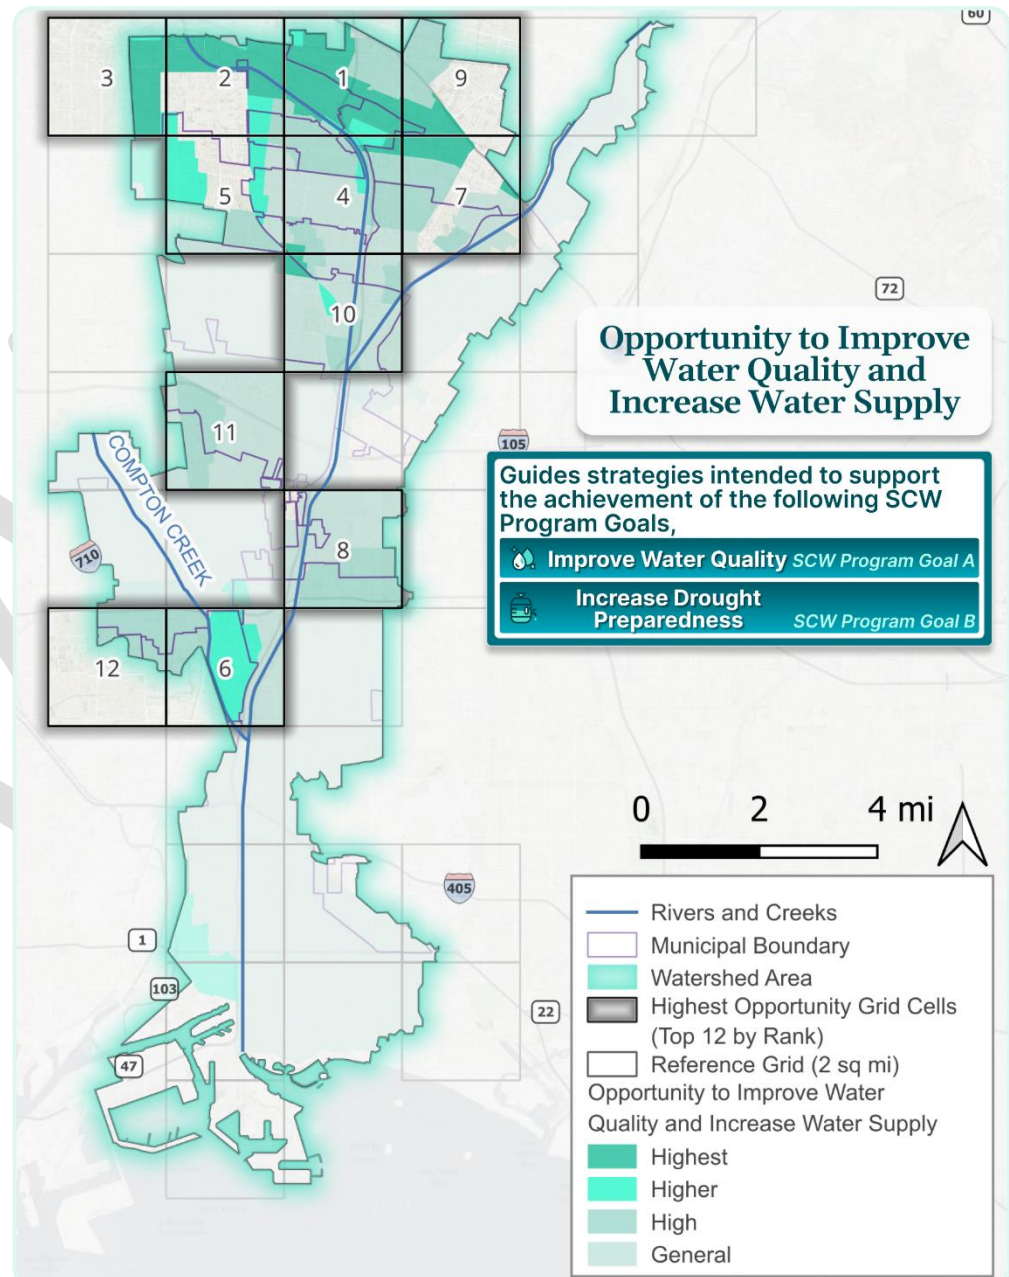 60
3
2
1
9
5
4
7
72
10
Opportunity to Improve
Water Quality and
Increase Water Supply
11
105
COMPTON CREEK
Guides strategies intended to support
the achievement of the following SCW
Program Goals,
Improve Water Quality SCW Program Goal A
Increase Drought
Preparedness SCW Program Goal B
710
8
12
6
0 2 4 mi
405
1
103
22
47
Rivers and Creeks
Municipal Boundary
Watershed Area
Highest Opportunity Grid Cells
(Top 12 by Rank)
Reference Grid (2 sq mi)
Opportunity to Improve Water
Quality and Increase Water Supply
Highest
Higher
High
General